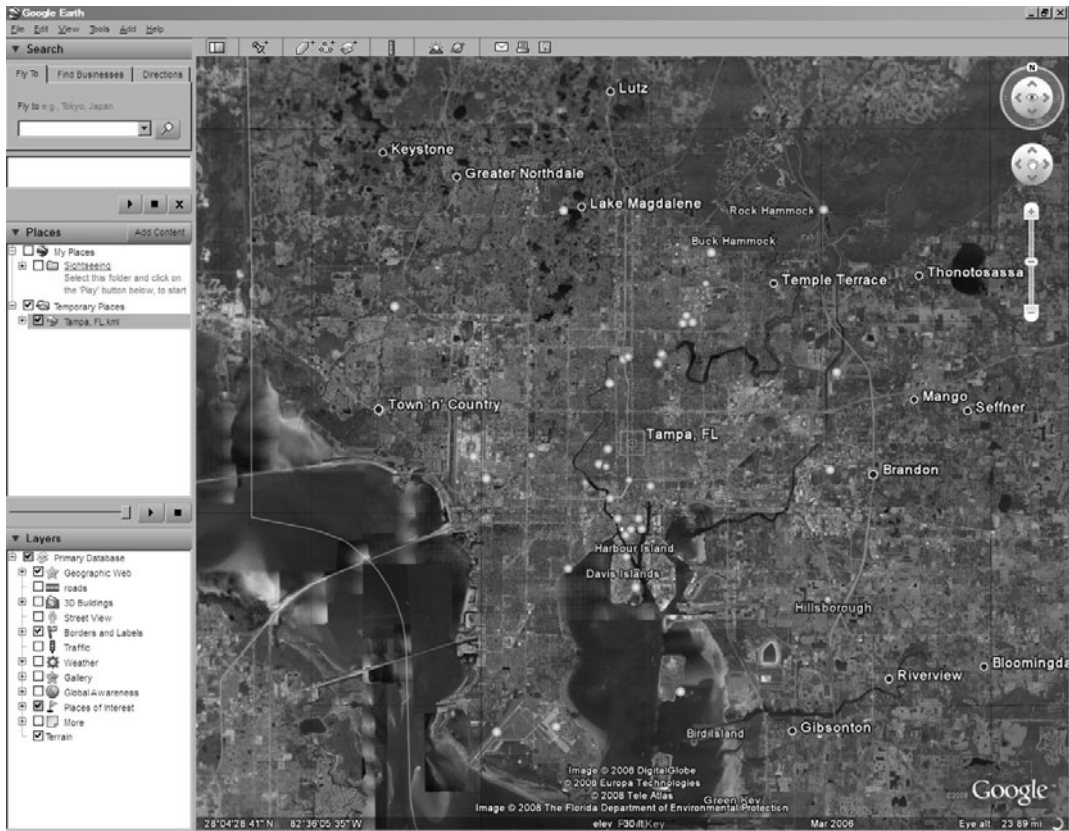 Google Earth
File Edit View Tools Add Help
Search
Fly To Find Businesses Directions
Fly to e.g., Tokyo, Japan
Places Add Content
My Places
Sightseeing
Select this folder and click on
the 'Play' button below, to start
Temporary Places
Tampa, FL.kml
Layers
Primary Database
Geographic Web
roads
3D Buildings
Street View
Borders and Labels
Traffic
Weather
Gallery
Global Awareness
Places of Interest
More
Terrain
N
Lutz
Keystone
Greater Northdale
Lake Magdalene
Rock Hammock
Buck Hammock
Temple Terrace
Thonotosassa
Town 'n' Country
Mango
Seffner
Tampa, FL
Brandon
Harbour Island
Davis Islands
Hillsborough
Bloomingda
Riverview
Gibsonton
Bird Island
Image © 2008 DigitalGlobe
© 2008 Europa Technologies
© 2008 Tele Atlas
Green Key
Image © 2008 The Florida Department of Environmental Protection
©2008 Google
28°04'28.41" N 82°36'05.35" W elev Mar 2006 Eye alt 23.89 mi